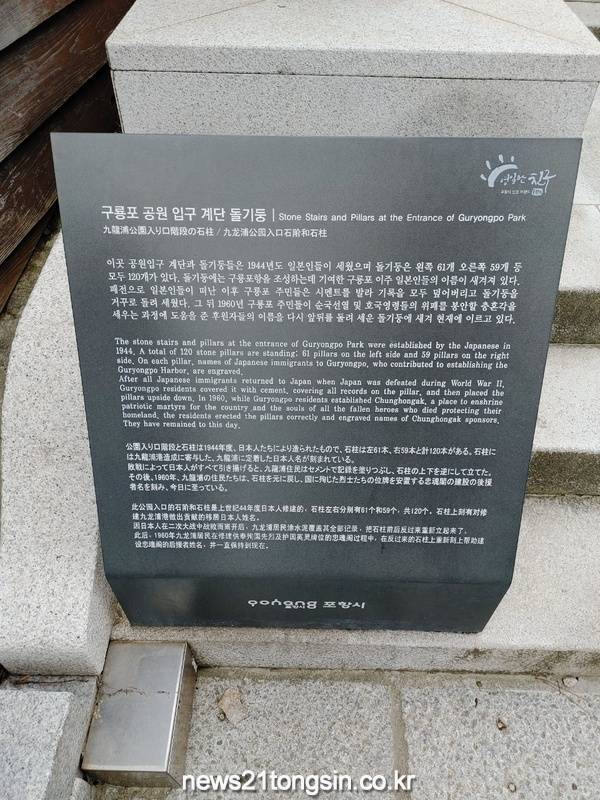 영일만 친구
구룡포 공원 입구 계단 돌기둥 | Stone Stairs and Pillars at the Entrance of Guryongpo Park
九龍浦公園入り口階段の石柱 / 九龙浦公园入口石阶和石柱
이곳 공원입구 계단과 돌기둥들은 1944년도 일본인들이 세웠으며 돌기둥은 왼쪽 61개 오른쪽 59개 등
모두 120개가 있다. 돌기둥에는 구룡포항을 조성하는데 기여한 구룡포 이주 일본인들의 이름이 새겨져 있다.
패전으로 일본인들이 떠난 이후 구룡포 주민들은 시멘트를 발라 기록을 모두 덮어버리고 돌기둥을
거꾸로 돌려 세웠다. 그 뒤 1960년 구룡포 주민들이 순국선열 및 호국영령들의 위패를 봉안할 충혼각을
세우는 과정에 도움을 준 후원자들의 이름을 다시 앞뒤를 돌려 세운 돌기둥에 새겨 현재에 이르고 있다.
The stone stairs and pillars at the entrance of Guryongpo Park were established by the Japanese in
1944. A total of 120 stone pillars are standing; 61 pillars on the left side and 59 pillars on the right
side. On each pillar, names of Japanese immigrants to Guryongpo, who contributed to establishing the
Guryongpo Harbor, are engraved.
After all Japanese immigrants returned to Japan when Japan was defeated during World War II,
Guryongpo residents covered it with cement, covering all records on the pillar, and then placed the
pillars upside down. In 1960, while Guryongpo residents established Chunghongak, a place to enshrine
patriotic martyrs for the country and the souls of all the fallen heroes who died protecting their
homeland, the residents erected the pillars correctly and engraved names of Chunghongak sponsors.
They have remained to this day.
公園入り口階段と石柱は1944年度、日本人たちにより造られたもので、石柱は左61本、右59本と計120本がある。石柱に
は九龍浦港造成に寄与した、九龍浦に定着した日本人名が刻まれている。
敗戦によって日本人がすべて引き揚げると、九龍浦住民はセメントで記録を塗りつぶし、石柱の上下を逆にして立てた。
その後、1960年、九龍浦の住民たちは、石柱を元に戻し、国に殉じた烈士たちの位牌を安置する忠魂閣の建設の後援
者名を刻み、今日に至っている。
此公园入口的石阶和石柱是上世纪44年度日本人修建的，石柱左右分别有61个和59个，共120个。石柱上刻有对修
建九龙浦港做出贡献的移居日本人姓名。
因日本人在二次大战中战败而离开后，九龙浦居民涂水泥覆盖其全部记录，把石柱前后反过来重新立起来了。
此后，1960年九龙浦居民在修建供奉殉国先烈及护国英灵牌位的忠魂阁过程中，在反过来的石柱上重新刻上帮助建
设忠魂阁的后援者姓名，并一直保持到现在。
pohang 포항시
news21tongsin.co.kr